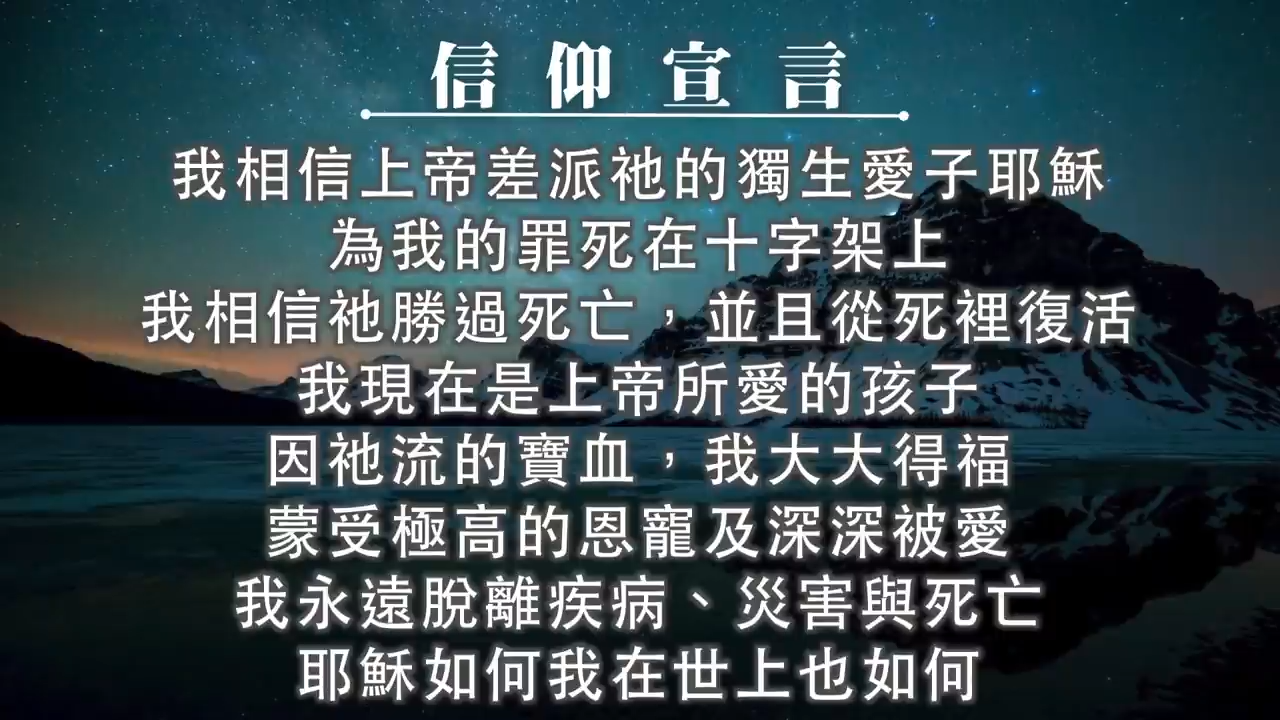 信仰宣言
我相信上帝差派祂的獨生愛子耶穌
為我的罪死在十字架上
我相信祂勝過死亡，並且從死裡復活
我現在是上帝所愛的孩子
因祂流的寶血，我大大得福
蒙受極高的恩寵及深深被愛
我永遠脫離疾病、災害與死亡
耶穌如何我在世上也如何